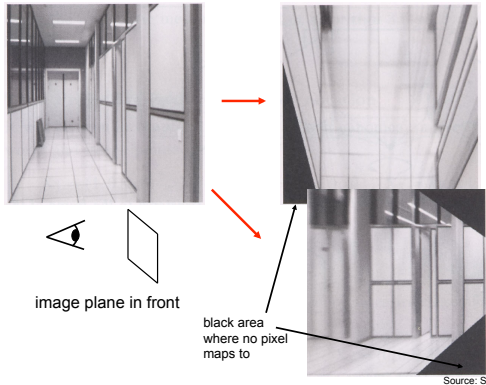 image plane in front
black area
where no pixel
maps to
Source: S